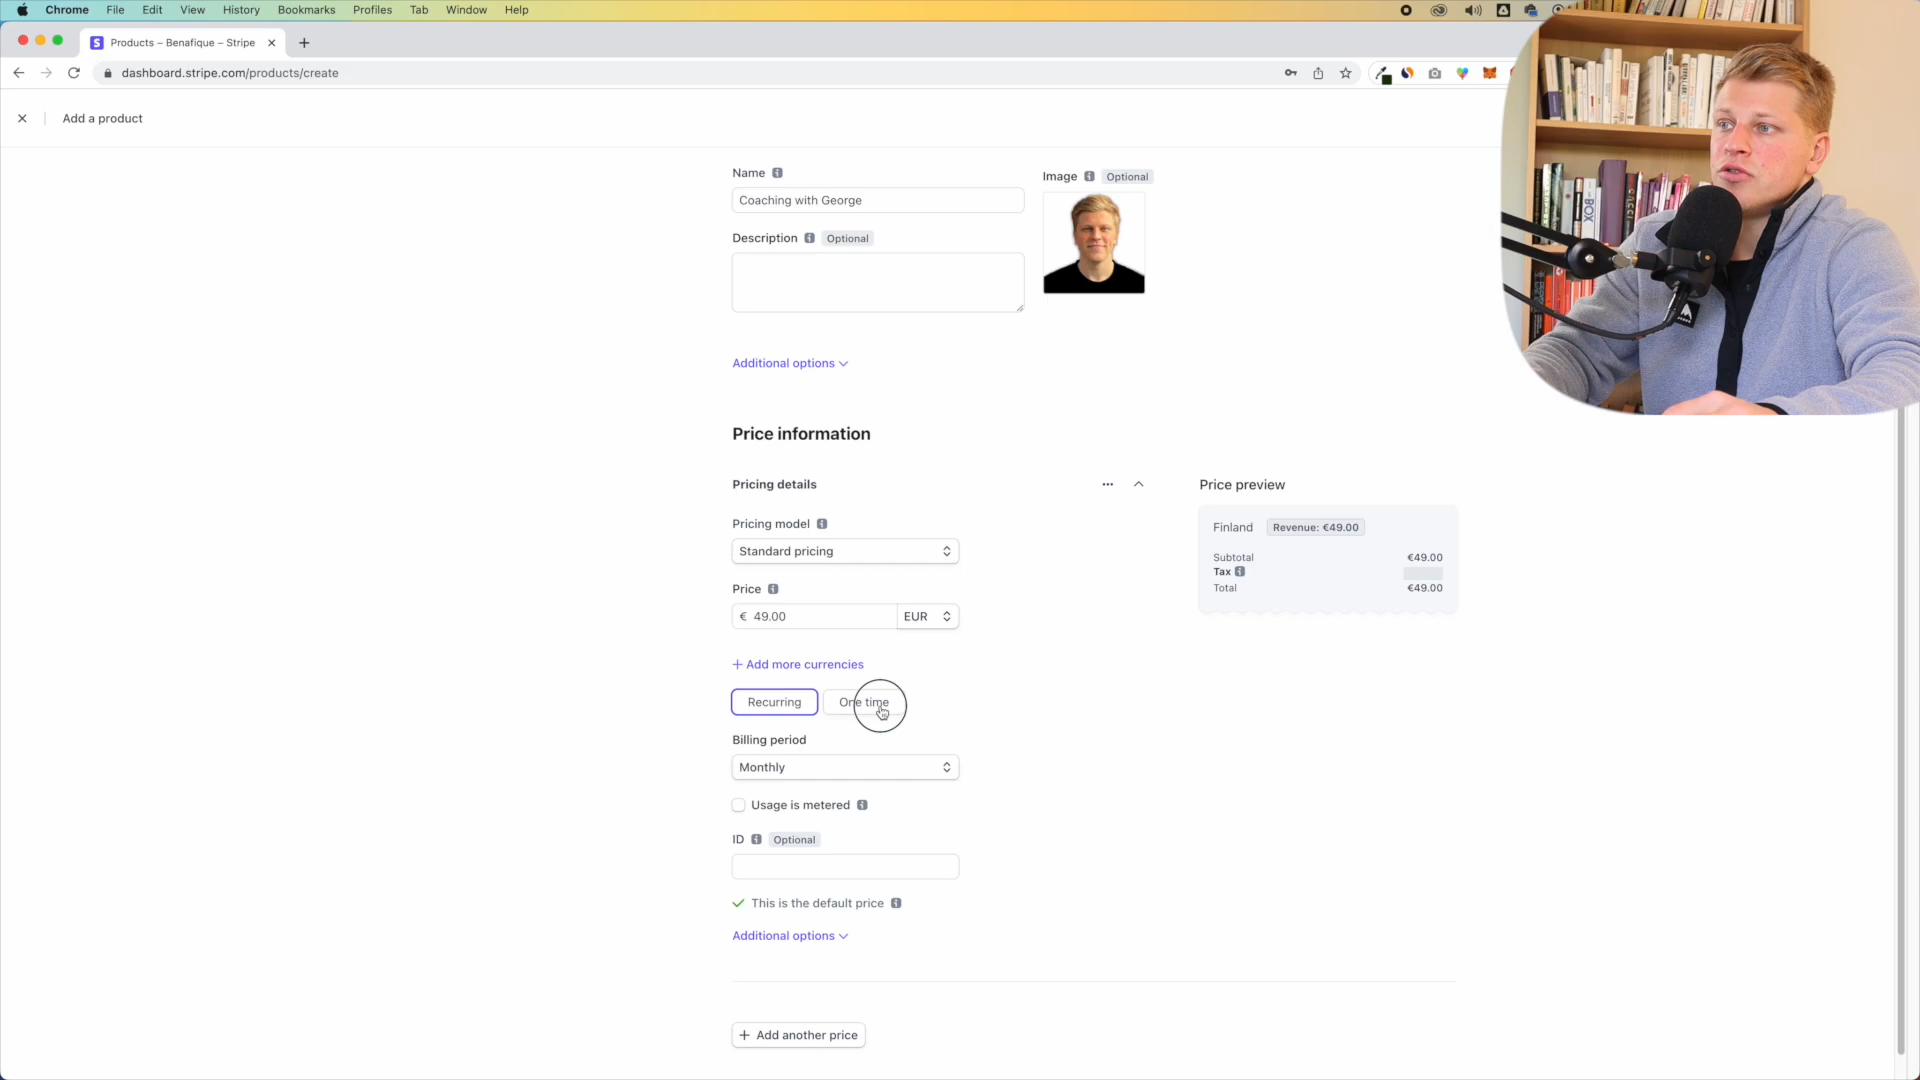 Chrome File Edit View History Bookmarks Profiles Tab Window Help
Products – Benafique – Stripe
dashboard.stripe.com/products/create
Add a product
Name
Image Optional
Coaching with George
Description Optional
Additional options
Price information
Pricing details
Price preview
Pricing model
Finland Revenue: €49.00
Standard pricing
Subtotal €49.00
Tax
Total €49.00
Price
€ 49.00 EUR
+ Add more currencies
Recurring One time
Billing period
Monthly
Usage is metered
ID Optional
This is the default price
Additional options
+ Add another price